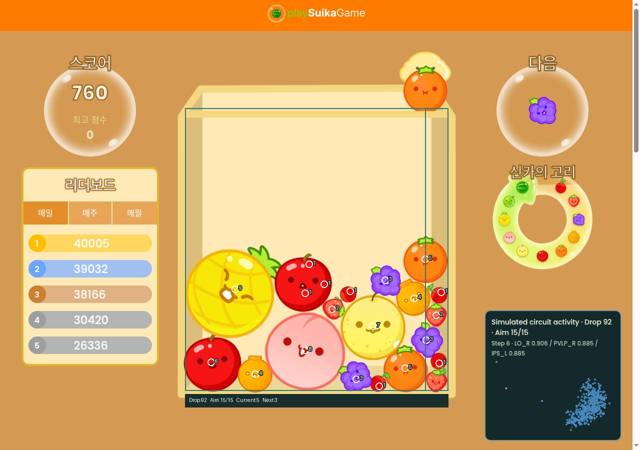 playSuikaGame
스코어
760
최고 점수
0
다음
리더보드
매일 매주 매월
1 40005
2 39032
3 38166
4 30420
5 26336
신카의 고리
Simulated circuit activity · Drop 92
· Aim 15/15
Step 6 · LO_R 0.906 / PVLP_R 0.885 /
IPS_L 0.885
Drop92 Aim 15/15 Current5 Next3